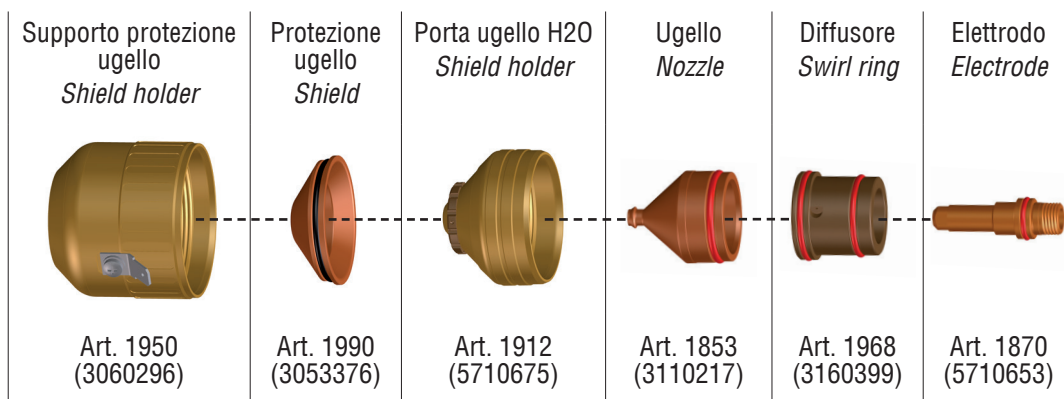 Supporto protezione
ugello
Shield holder
Art. 1950
(3060296)
Protezione
ugello
Shield
Art. 1990
(3053376)
Porta ugello H2O
Shield holder
Art. 1912
(5710675)
Ugello
Nozzle
Art. 1853
(3110217)
Diffusore
Swirl ring
Art. 1968
(3160399)
Elettrodo
Electrode
Art. 1870
(5710653)